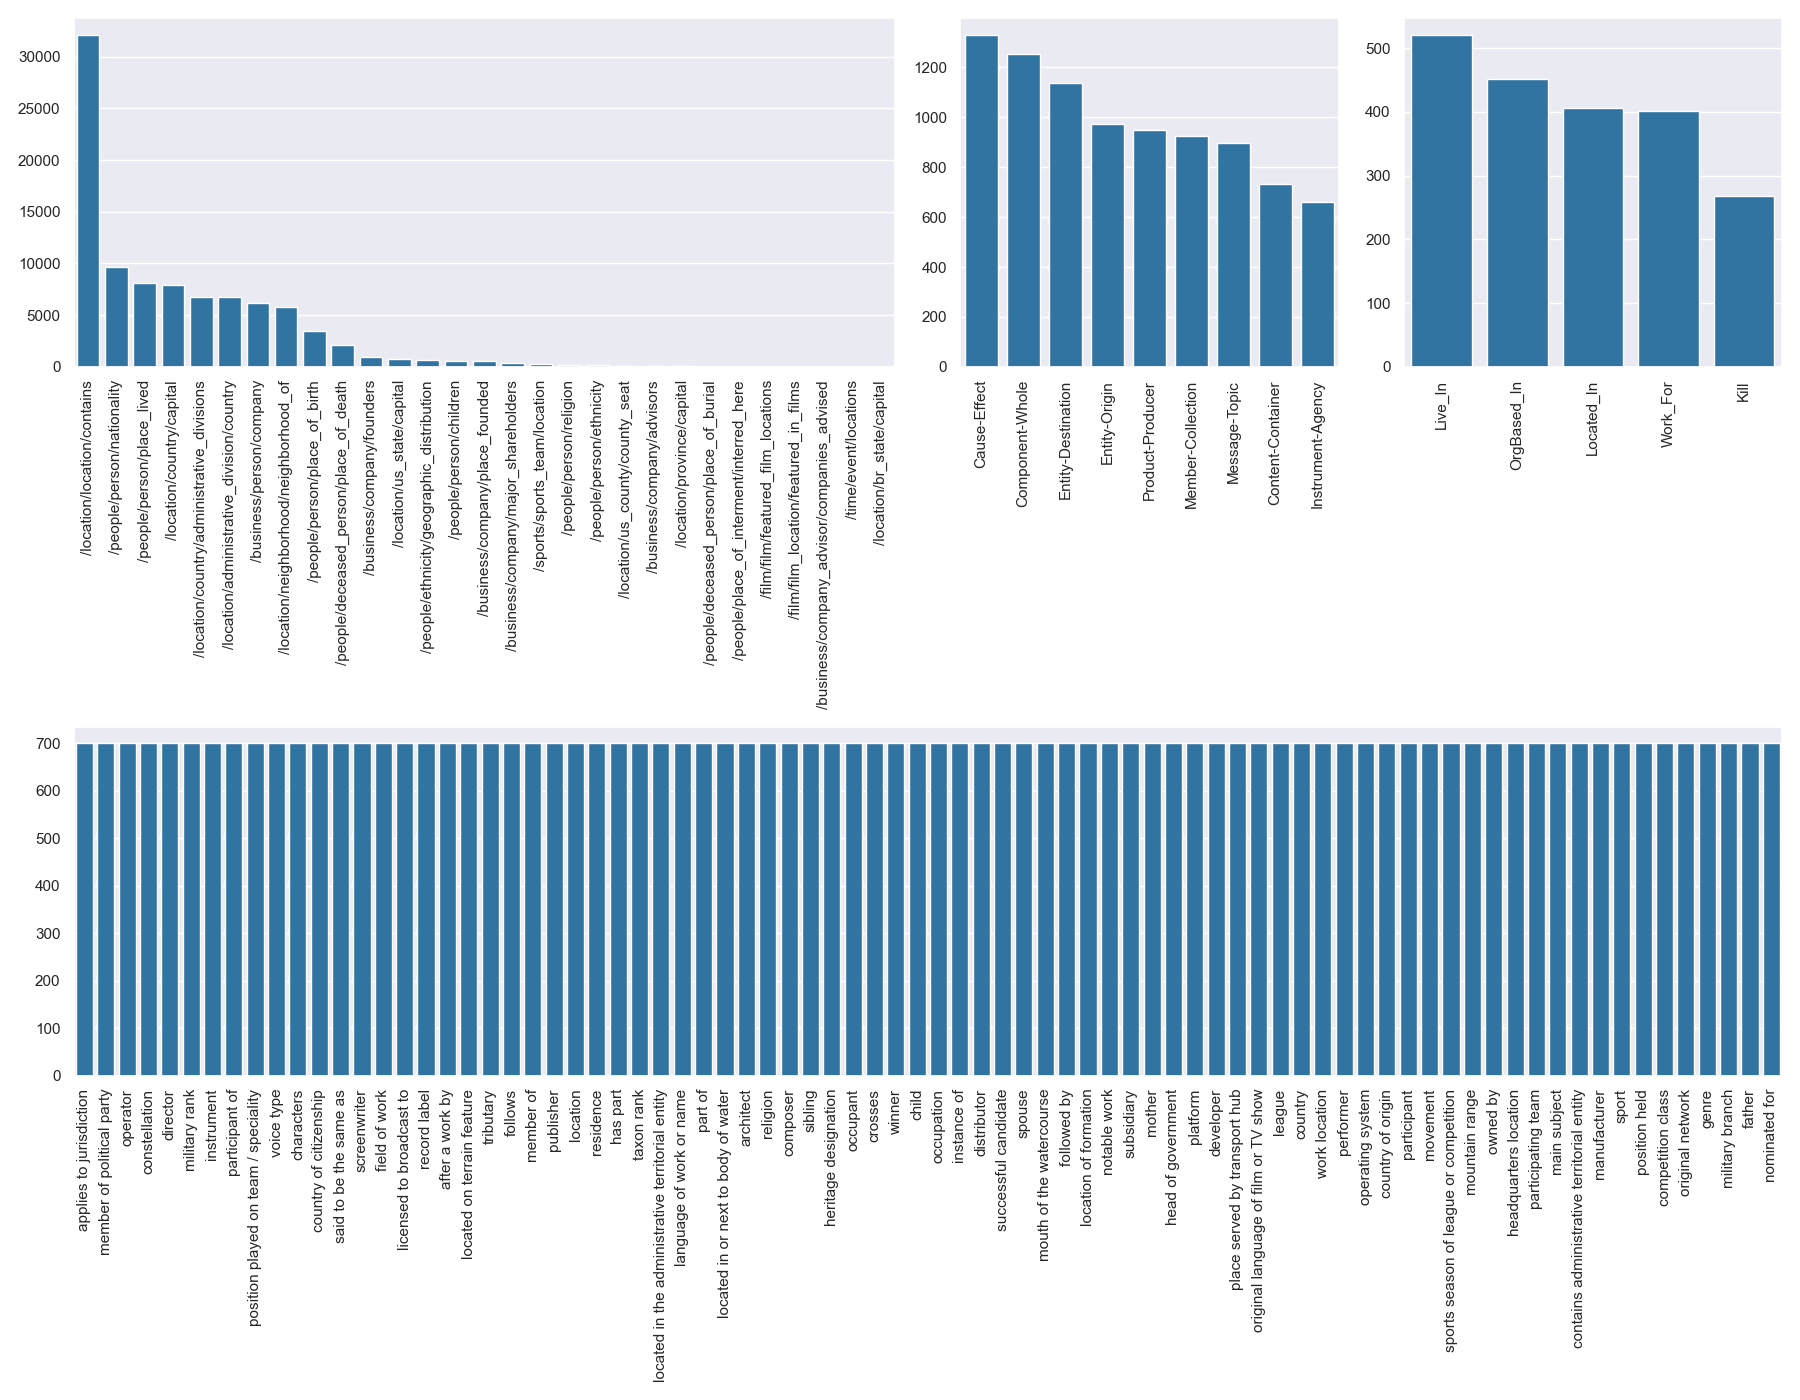 30000
25000
20000
15000
10000
5000
0
/location/location/contains
/people/person/nationality
/people/person/place_lived
/location/country/capital
/location/country/administrative_divisions
/location/administrative_division/country
/business/person/company
/location/neighborhood/neighborhood_of
/people/person/place_of_birth
/people/deceased_person/place_of_death
/business/company/founders
/location/us_state/capital
/people/ethnicity/geographic_distribution
/people/person/children
/business/company/place_founded
/business/company/major_shareholders
/sports/sports_team/location
/people/person/religion
/people/person/ethnicity
/location/us_county/county_seat
/business/company/advisors
/location/province/capital
/people/deceased_person/place_of_burial
/people/place_of_interment/interred_here
/film/film/featured_film_locations
/film/film_location/featured_in_films
/business/company_advisor/companies_advised
/time/event/locations
/location/br_state/capital
1200
1000
800
600
400
200
0
Cause-Effect
Component-Whole
Entity-Destination
Entity-Origin
Product-Producer
Member-Collection
Message-Topic
Content-Container
Instrument-Agency
500
400
300
200
100
0
Live_In
OrgBased_In
Located_In
Work_For
Kill
700
600
500
400
300
200
100
0
applies to jurisdiction
member of political party
operator
constellation
director
military rank
instrument
participant of
position played on team / speciality
voice type
characters
country of citizenship
said to be the same as
screenwriter
field of work
licensed to broadcast to
record label
after a work by
located on terrain feature
tributary
follows
member of
publisher
location
residence
has part
taxon rank
located in the administrative territorial entity
language of work or name
part of
located in or next to body of water
architect
religion
composer
sibling
heritage designation
occupant
crosses
winner
child
occupation
instance of
distributor
successful candidate
spouse
mouth of the watercourse
followed by
location of formation
notable work
subsidiary
mother
head of government
platform
developer
place served by transport hub
original language of film or TV show
league
country
work location
performer
operating system
country of origin
participant
movement
sports season of league or competition
mountain range
owned by
headquarters location
participating team
main subject
contains administrative territorial entity
manufacturer
sport
position held
competition class
original network
genre
military branch
father
nominated for